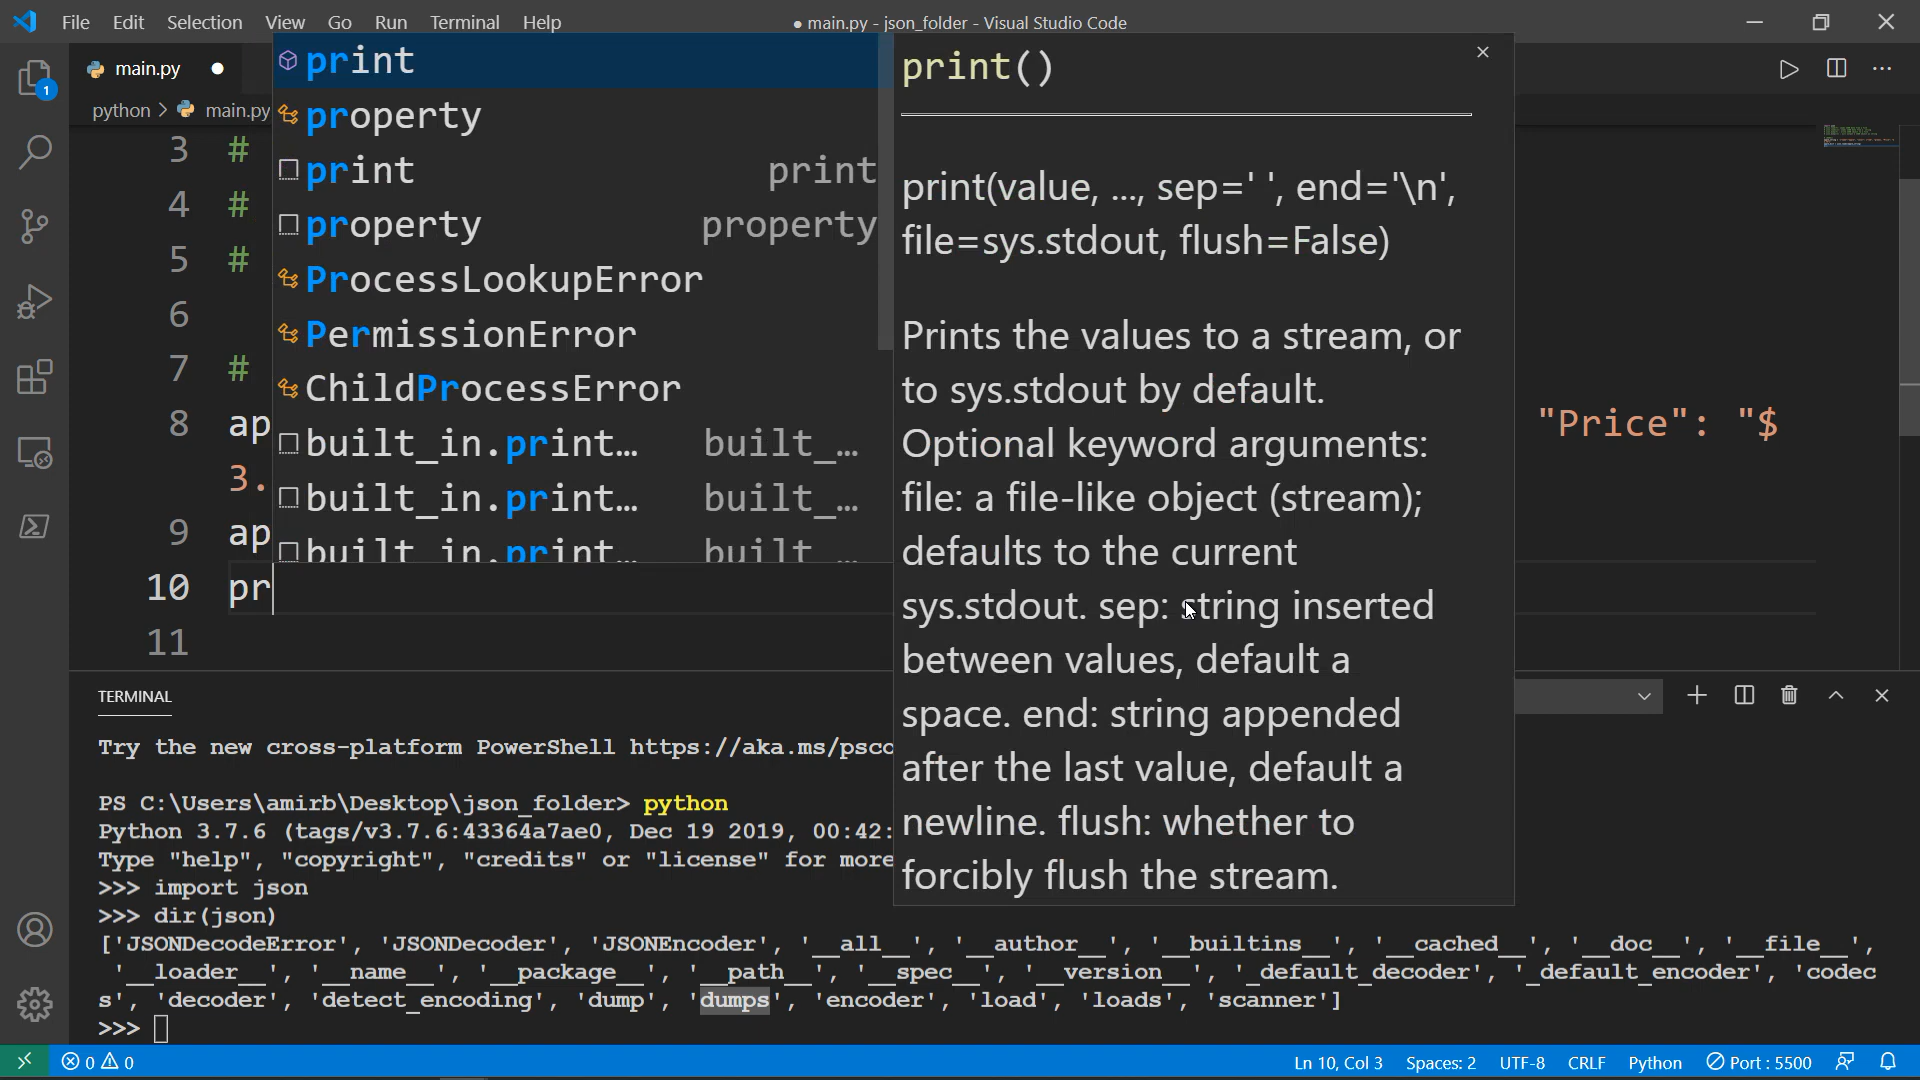 File Edit Selection View Go Run Terminal Help
● main.py - json_folder - Visual Studio Code
1
main.py ●
python > main.py
3 #
4 #
5 #
6
7 #
8 ap "Price": "$
3.
9 ap
10 pr
11
print
property
print print
property property
ProcessLookupError
PermissionError
ChildProcessError
built_in.print… built_…
built_in.print… built_…
built_in.print… built_…
print()
print(value, ..., sep=' ', end='\n',
file=sys.stdout, flush=False)
Prints the values to a stream, or
to sys.stdout by default.
Optional keyword arguments:
file: a file-like object (stream);
defaults to the current
sys.stdout. sep: string inserted
between values, default a
space. end: string appended
after the last value, default a
newline. flush: whether to
forcibly flush the stream.
TERMINAL
Try the new cross-platform PowerShell https://aka.ms/psco
PS C:\Users\amirb\Desktop\json_folder> python
Python 3.7.6 (tags/v3.7.6:43364a7ae0, Dec 19 2019, 00:42:
Type "help", "copyright", "credits" or "license" for more
>>> import json
>>> dir(json)
['JSONDecodeError', 'JSONDecoder', 'JSONEncoder', '__all__', '__author__', '__builtins__', '__cached__', '__doc__', '__file__',
'__loader__', '__name__', '__package__', '__path__', '__spec__', '__version__', '_default_decoder', '_default_encoder', 'codec
s', 'decoder', 'detect_encoding', 'dump', 'dumps', 'encoder', 'load', 'loads', 'scanner']
>>>
0 0
Ln 10, Col 3 Spaces: 2 UTF-8 CRLF Python Port : 5500